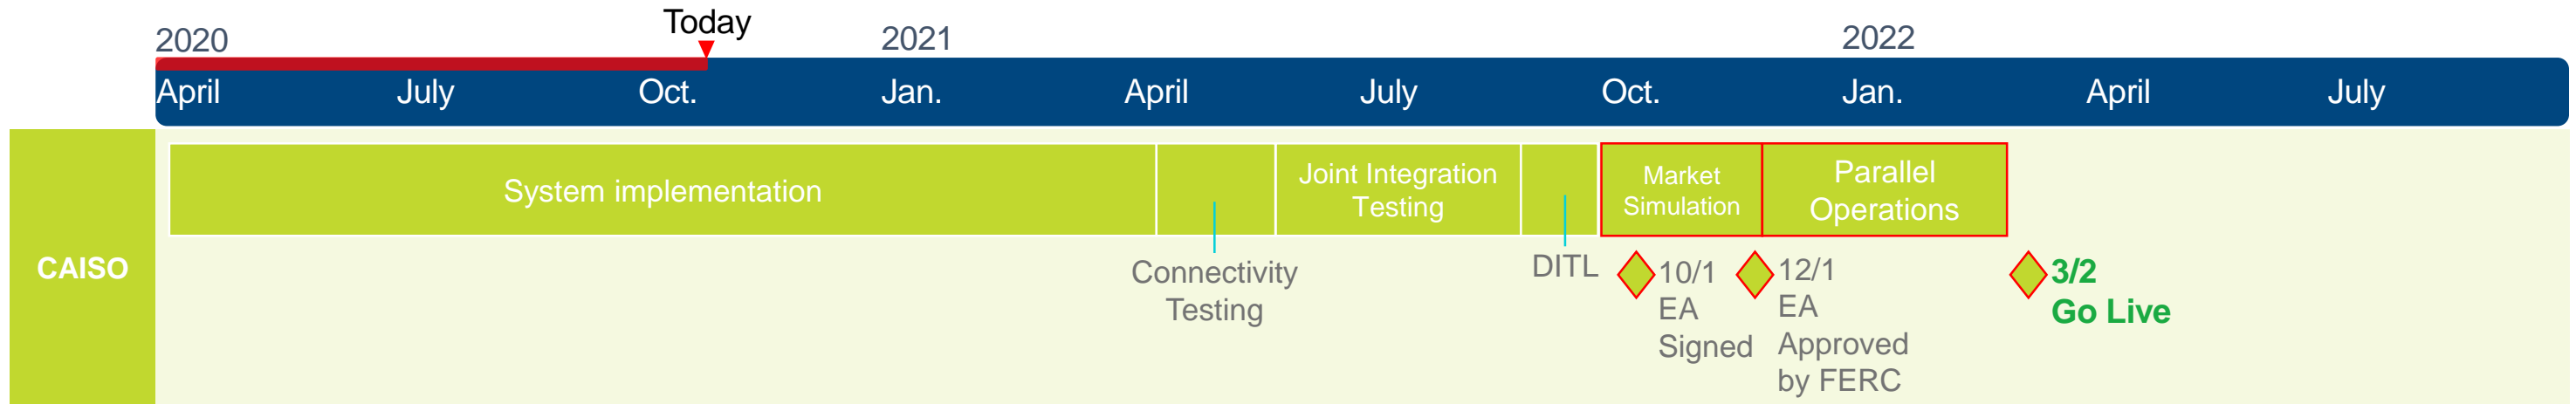 Today
2020
2021
2022
April
July
Oct.
Jan.
April
July
Oct.
Jan.
April
July
CAISO
System implementation
Joint Integration
Testing
Market
Simulation
Parallel
Operations
Connectivity
Testing
DITL
10/1
EA
Signed
12/1
EA
Approved
by FERC
3/2
Go Live